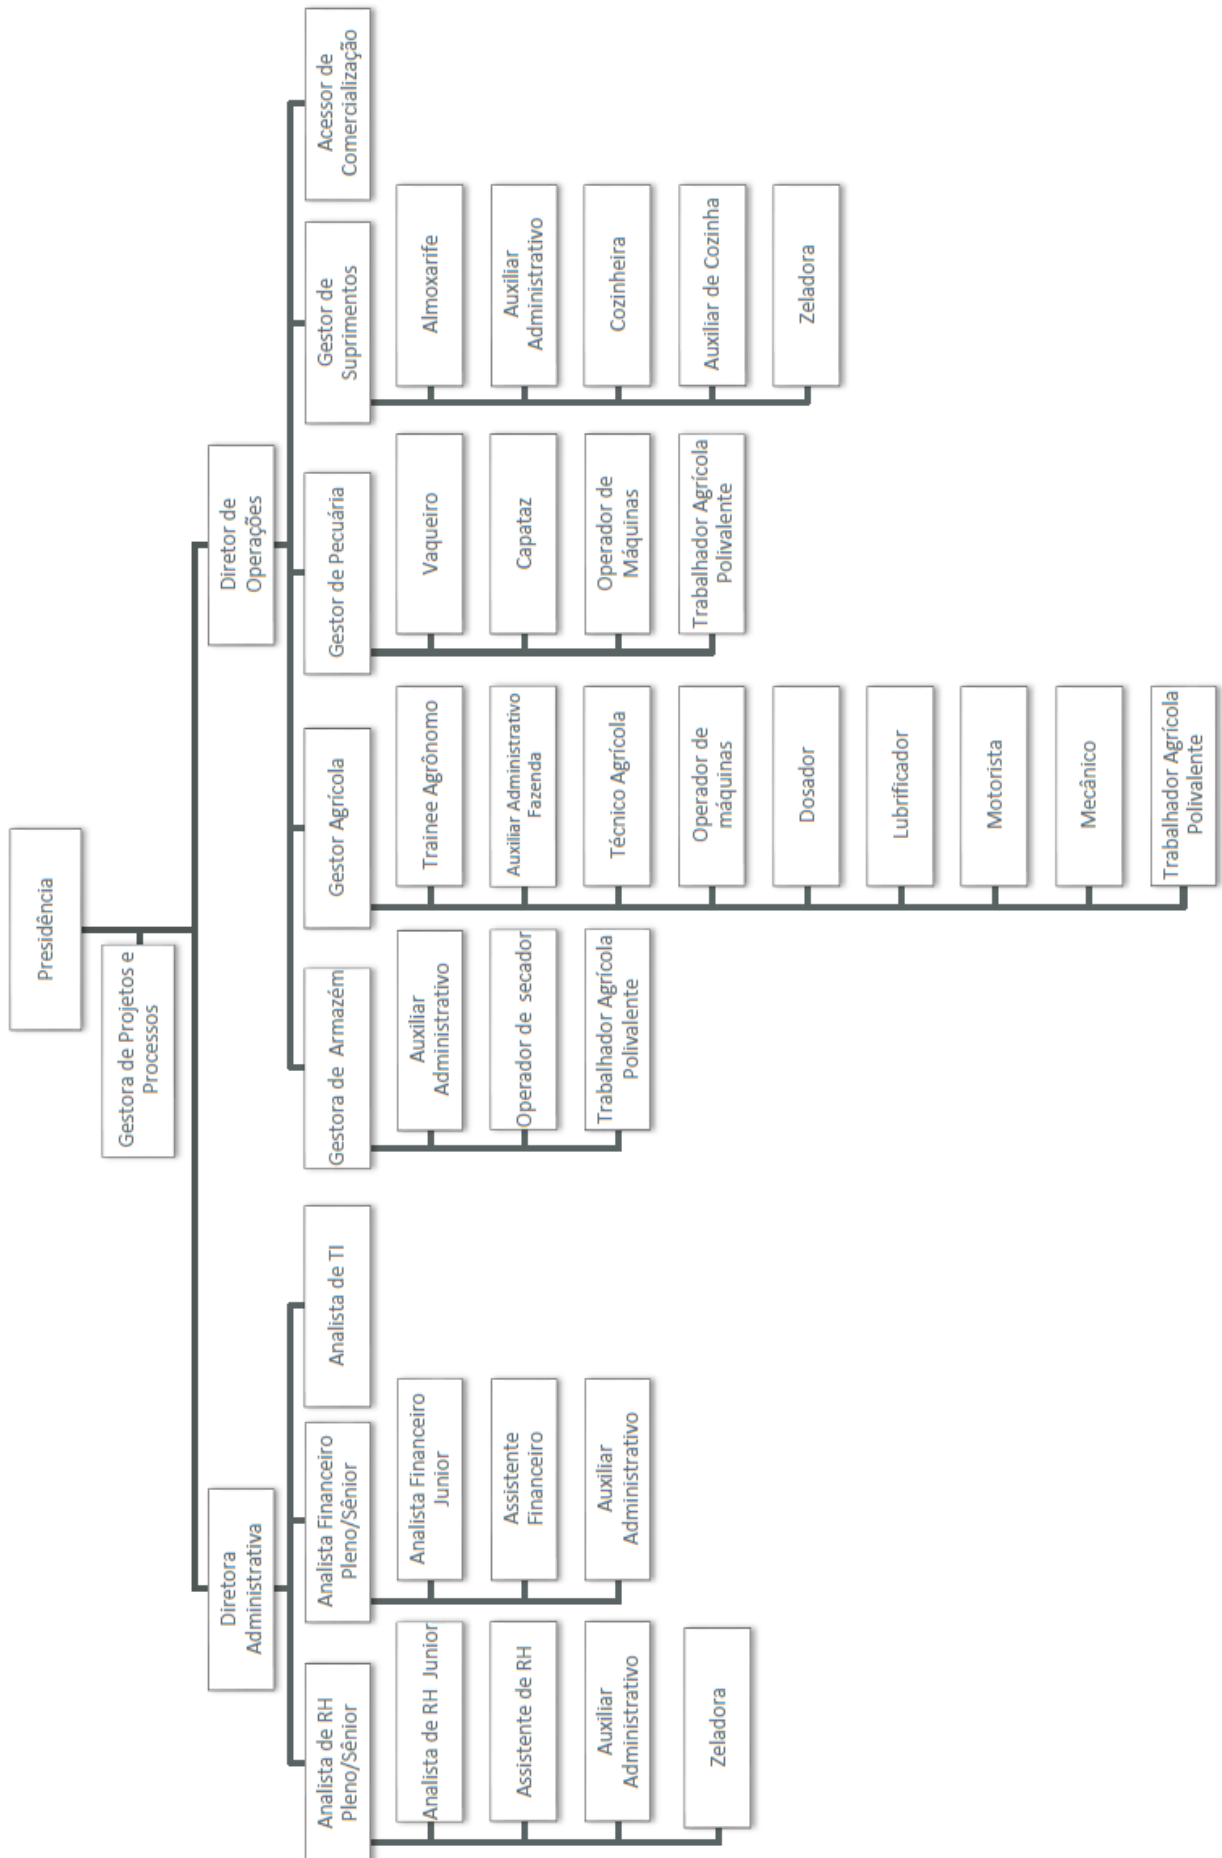 Presidência
Gestora de Projetos e
Processos
Diretora
Administrativa
Diretor de
Operações
Analista de RH
Pleno/Sênior
Analista Financeiro
Pleno/Sênior
Analista de TI
Gestora de Armazém
Gestor Agrícola
Gestor de Pecuária
Gestor de
Suprimentos
Acessor de
Comercialização
Analista de RH Junior
Assistente de RH
Auxiliar
Administrativo
Zeladora
Analista Financeiro
Junior
Assistente
Financeiro
Auxiliar
Administrativo
Auxiliar
Administrativo
Operador de secador
Trabalhador Agrícola
Polivalente
Trainee Agrônomo
Auxiliar Administrativo
Fazenda
Técnico Agrícola
Operador de
máquinas
Dosador
Lubrificador
Motorista
Mecânico
Trabalhador Agrícola
Polivalente
Vaqueiro
Capataz
Operador de
Máquinas
Trabalhador Agrícola
Polivalente
Almoxarife
Auxiliar
Administrativo
Cozinheira
Auxiliar de Cozinha
Zeladora